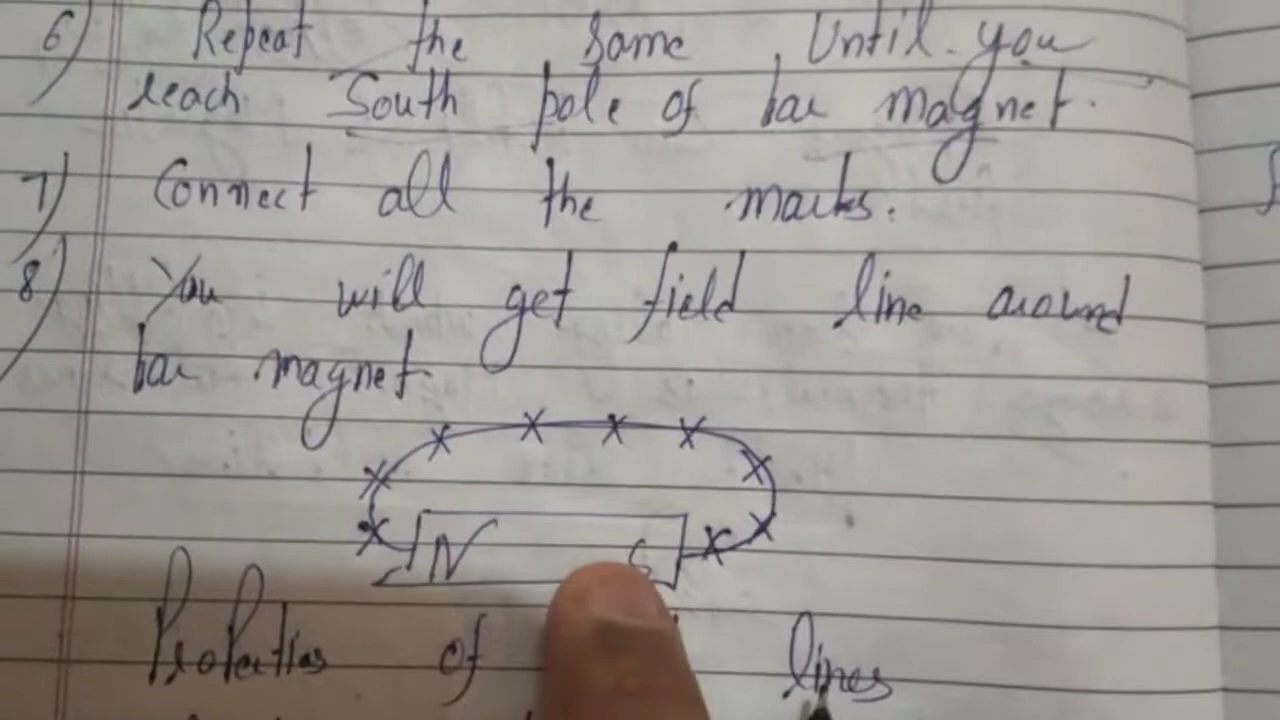 6) Repeat the Same Until you
reach South pole of bar magnet.
7) Connect all the marks.
8) You will get field line around
bar magnet
N S
Properties of lines